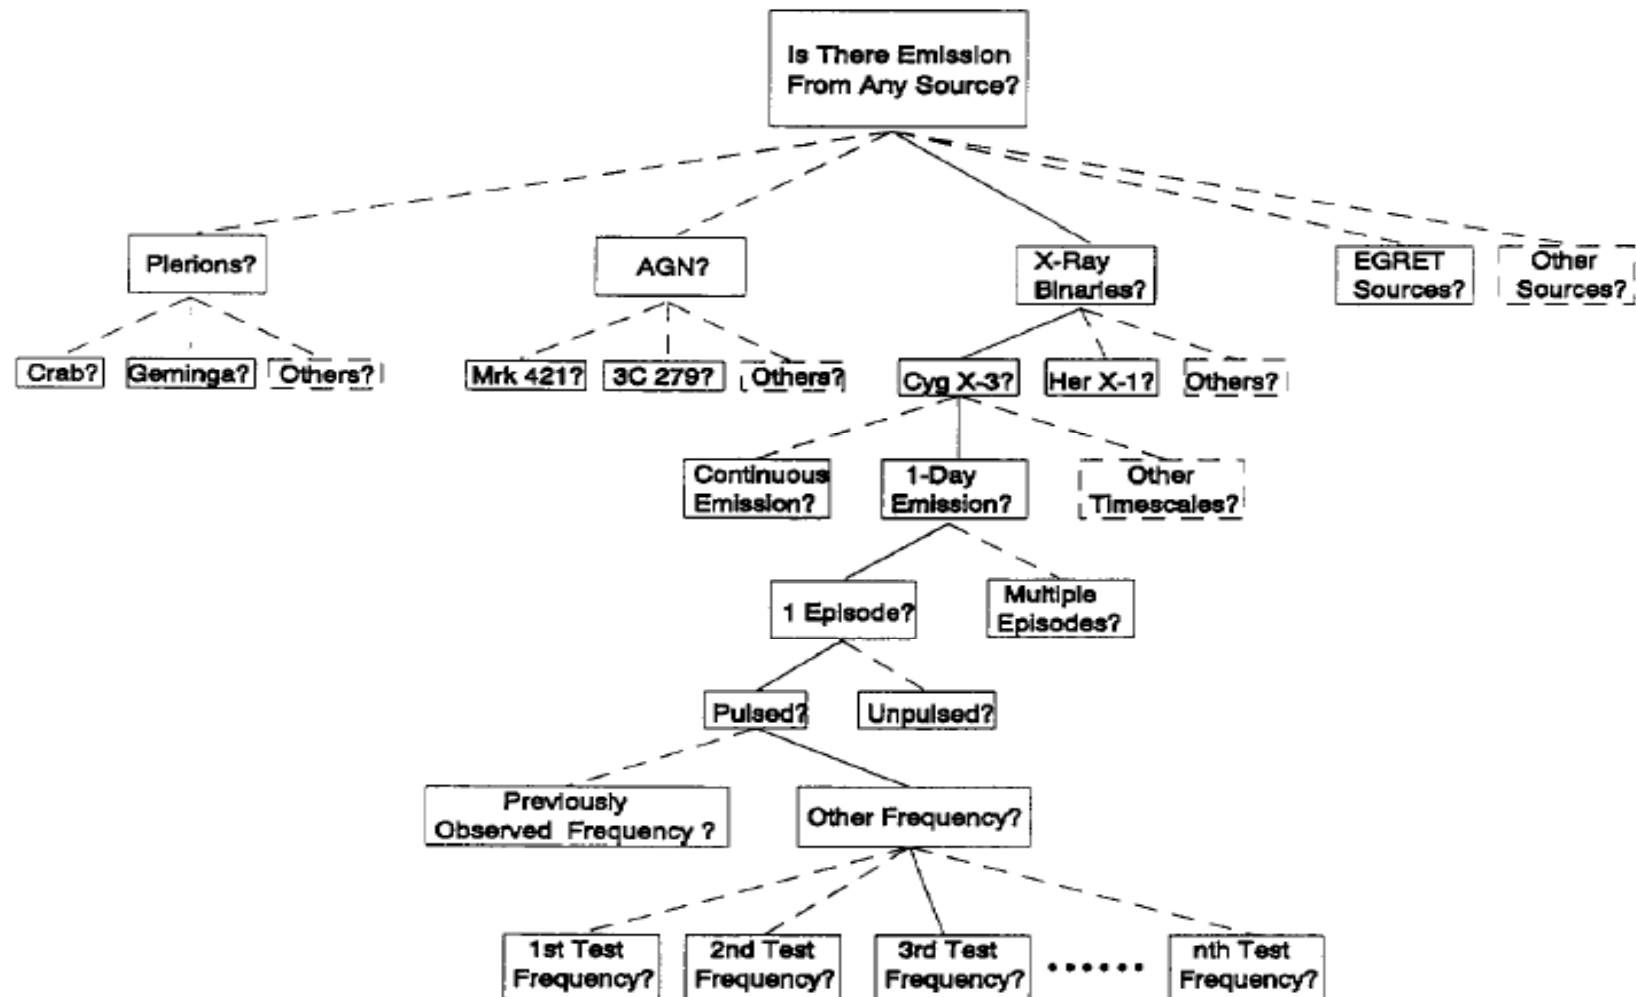 Is There Emission
From Any Source?
Plerions?
AGN?
X-Ray
Binaries?
EGRET
Sources?
Other
Sources?
Crab?
Geminga?
Others?
Mrk 421?
3C 279?
Others?
Cyg X-3?
Her X-1?
Others?
Continuous
Emission?
1-Day
Emission?
Other
Timescales?
1 Episode?
Multiple
Episodes?
Pulsed?
Unpulsed?
Previously
Observed Frequency ?
Other Frequency?
1st Test
Frequency?
2nd Test
Frequency?
3rd Test
Frequency?
......
nth Test
Frequency?